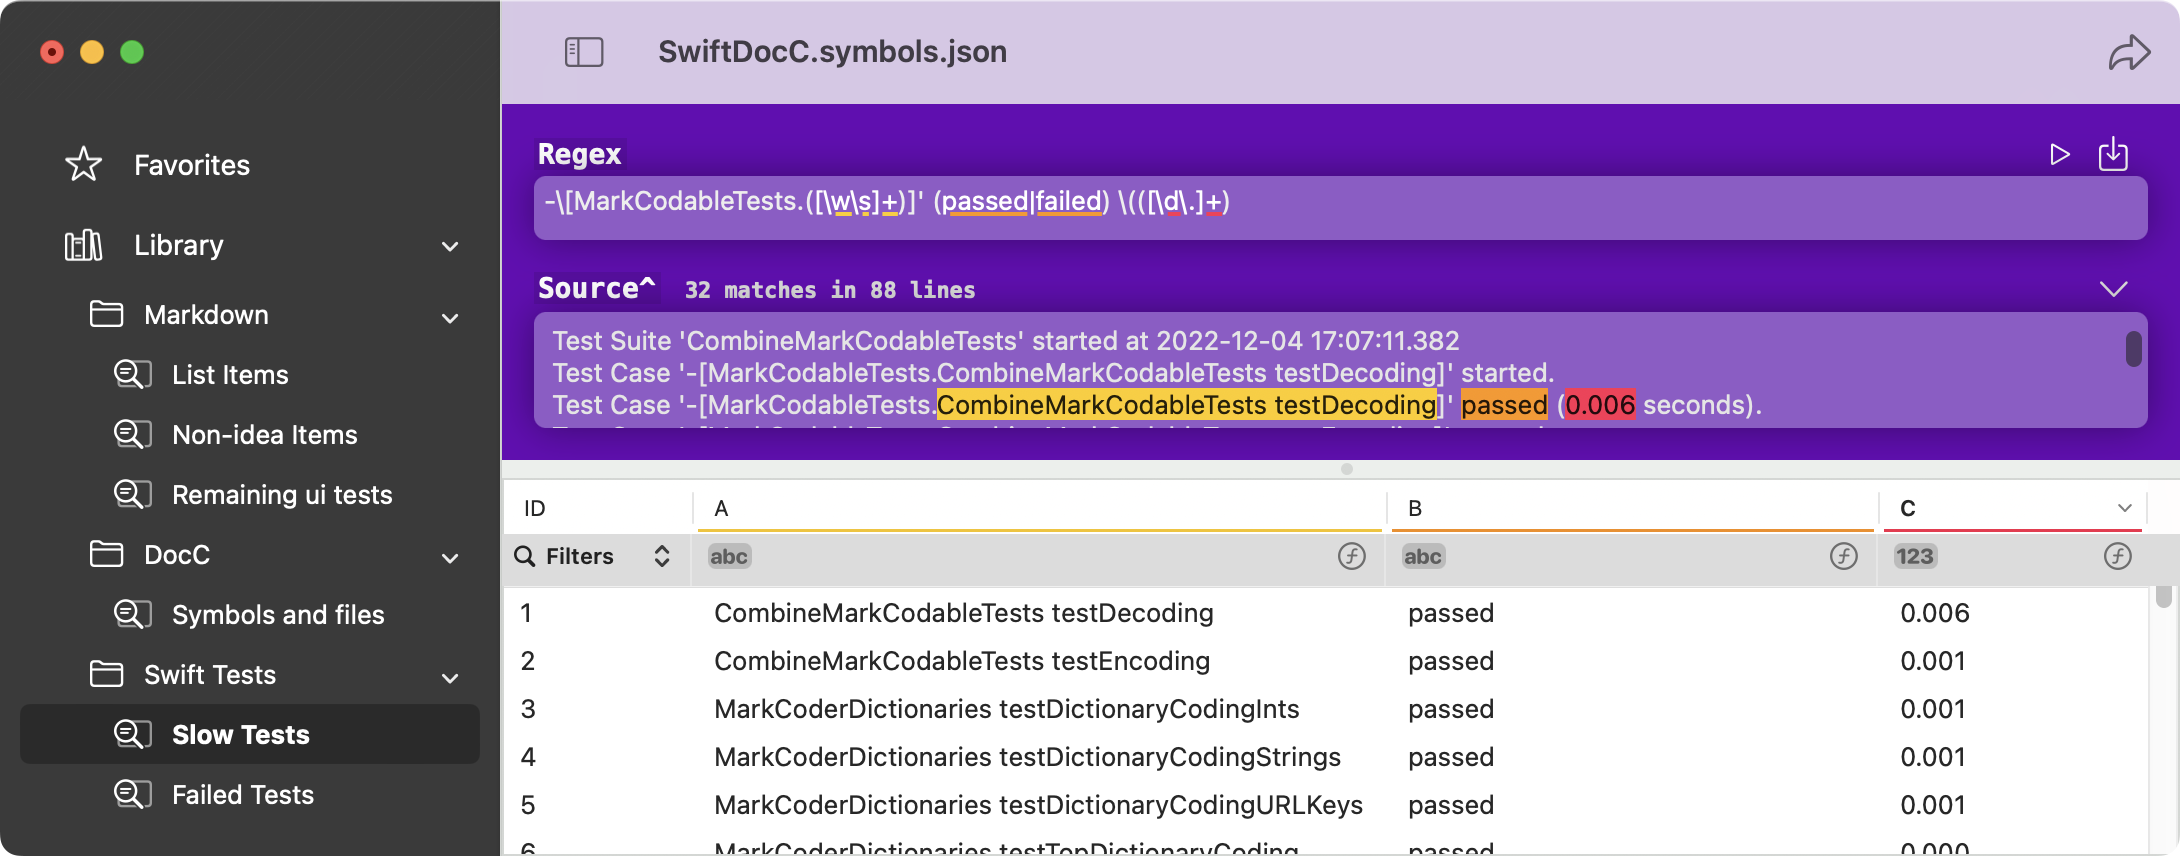 SwiftDocC.symbols.json
Favorites
Library
Markdown
List Items
Non-idea Items
Remaining ui tests
DocC
Symbols and files
Swift Tests
Slow Tests
Failed Tests
Regex
-\[MarkCodableTests.([\w\s]+)]' (passed|failed) \(([\d\.]+)
Source^ 32 matches in 88 lines
Test Suite 'CombineMarkCodableTests' started at 2022-12-04 17:07:11.382
Test Case '-[MarkCodableTests.CombineMarkCodableTests testDecoding]' started.
Test Case '-[MarkCodableTests.CombineMarkCodableTests testDecoding]' passed (0.006 seconds).
ID A B C
Filters abc abc 123
1 CombineMarkCodableTests testDecoding passed 0.006
2 CombineMarkCodableTests testEncoding passed 0.001
3 MarkCoderDictionaries testDictionaryCodingInts passed 0.001
4 MarkCoderDictionaries testDictionaryCodingStrings passed 0.001
5 MarkCoderDictionaries testDictionaryCodingURLKeys passed 0.001
6 MarkCoderDictionaries testTopDictionaryCoding passed 0.000